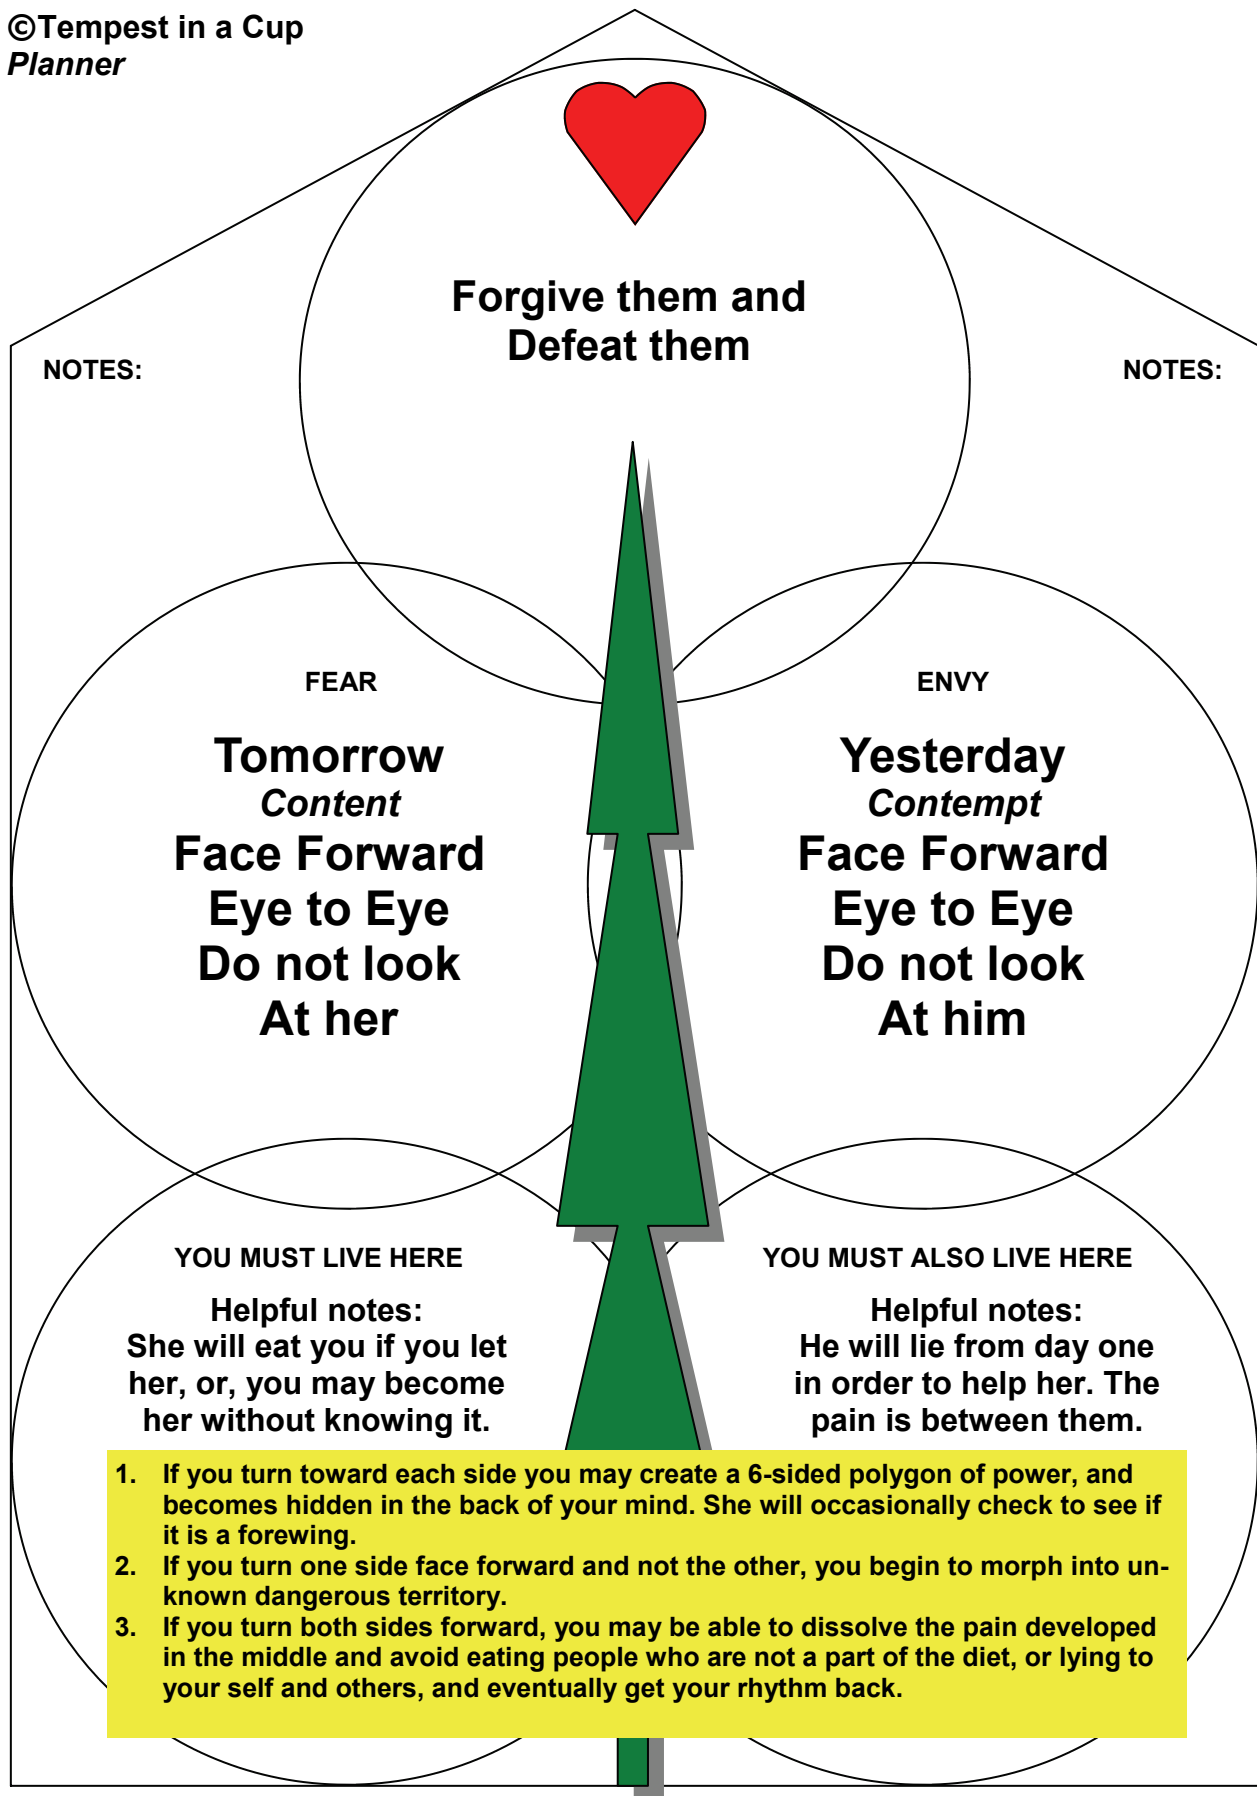 ©Tempest in a Cup
Planner
Forgive them and
Defeat them
NOTES:
NOTES:
FEAR
Tomorrow
Content
Face Forward
Eye to Eye
Do not look
At her
ENVY
Yesterday
Contempt
Face Forward
Eye to Eye
Do not look
At him
YOU MUST LIVE HERE
Helpful notes:
She will eat you if you let
her, or, you may become
her without knowing it.
YOU MUST ALSO LIVE HERE
Helpful notes:
He will lie from day one
in order to help her. The
pain is between them.
1. If you turn toward each side you may create a 6-sided polygon of power, and
becomes hidden in the back of your mind. She will occasionally check to see if
it is a forewing.
2. If you turn one side face forward and not the other, you begin to morph into un-
known dangerous territory.
3. If you turn both sides forward, you may be able to dissolve the pain developed
in the middle and avoid eating people who are not a part of the diet, or lying to
your self and others, and eventually get your rhythm back.